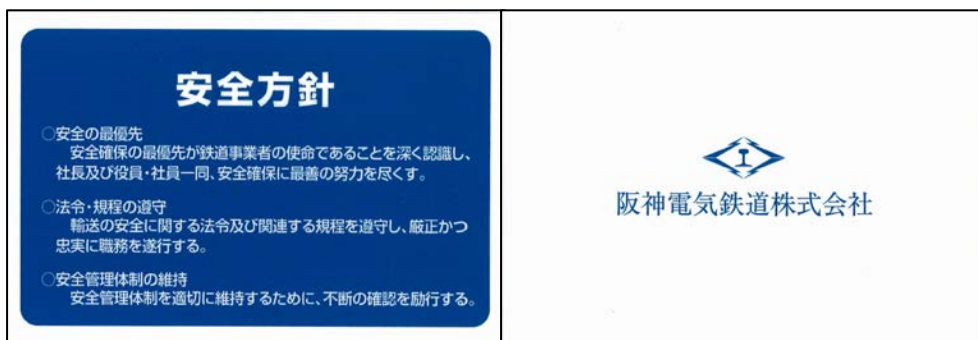 安全方針
○安全の最優先
安全確保の最優先が鉄道事業者の使命であることを深く認識し、
社長及び役員・社員一同、安全確保に最善の努力を尽くす。
○法令・規程の遵守
輸送の安全に関する法令及び関連する規程を遵守し、厳正かつ
忠実に職務を遂行する。
○安全管理体制の維持
安全管理体制を適切に維持するために、不断の確認を励行する。
阪神電気鉄道株式会社